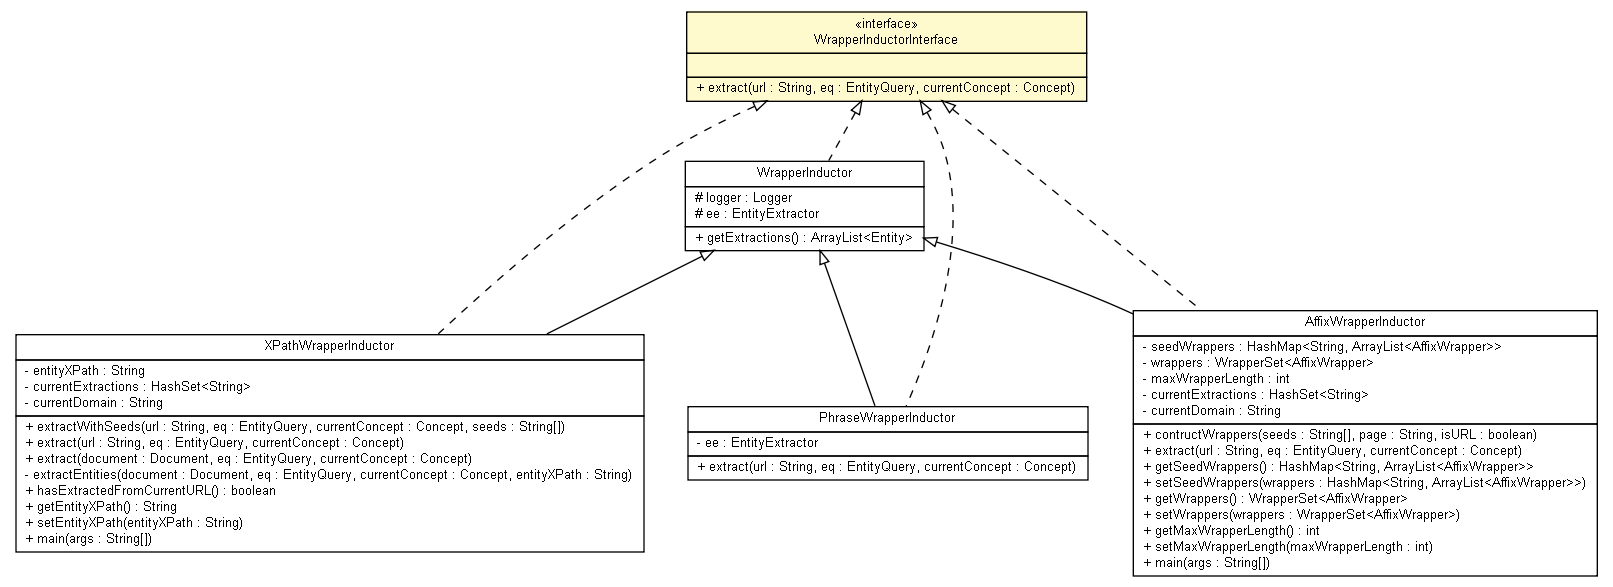 «interface»
WrapperInductorInterface
+ extract(url : String, eq : EntityQuery, currentConcept : Concept)
WrapperInductor
# logger : Logger
# ee : EntityExtractor
+ getExtractions() : ArrayList<Entity>
XPathWrapperInductor
- entityXPath : String
- currentExtractions : HashSet<String>
- currentDomain : String
+ extractWithSeeds(url : String, eq : EntityQuery, currentConcept : Concept, seeds : String[])
+ extract(url : String, eq : EntityQuery, currentConcept : Concept)
+ extract(document : Document, eq : EntityQuery, currentConcept : Concept)
- extractEntities(document : Document, eq : EntityQuery, currentConcept : Concept, entityXPath : String)
+ hasExtractedFromCurrentURL() : boolean
+ getEntityXPath() : String
+ setEntityXPath(entityXPath : String)
+ main(args : String[])
PhraseWrapperInductor
- ee : EntityExtractor
+ extract(url : String, eq : EntityQuery, currentConcept : Concept)
AffixWrapperInductor
- seedWrappers : HashMap<String, ArrayList<AffixWrapper>>
- wrappers : WrapperSet<AffixWrapper>
- maxWrapperLength : int
- currentExtractions : HashSet<String>
- currentDomain : String
+ contructWrappers(seeds : String[], page : String, isURL : boolean)
+ extract(url : String, eq : EntityQuery, currentConcept : Concept)
+ getSeedWrappers() : HashMap<String, ArrayList<AffixWrapper>>
+ setSeedWrappers(wrappers : HashMap<String, ArrayList<AffixWrapper>>)
+ getWrappers() : WrapperSet<AffixWrapper>
+ setWrappers(wrappers : WrapperSet<AffixWrapper>)
+ getMaxWrapperLength() : int
+ setMaxWrapperLength(maxWrapperLength : int)
+ main(args : String[])